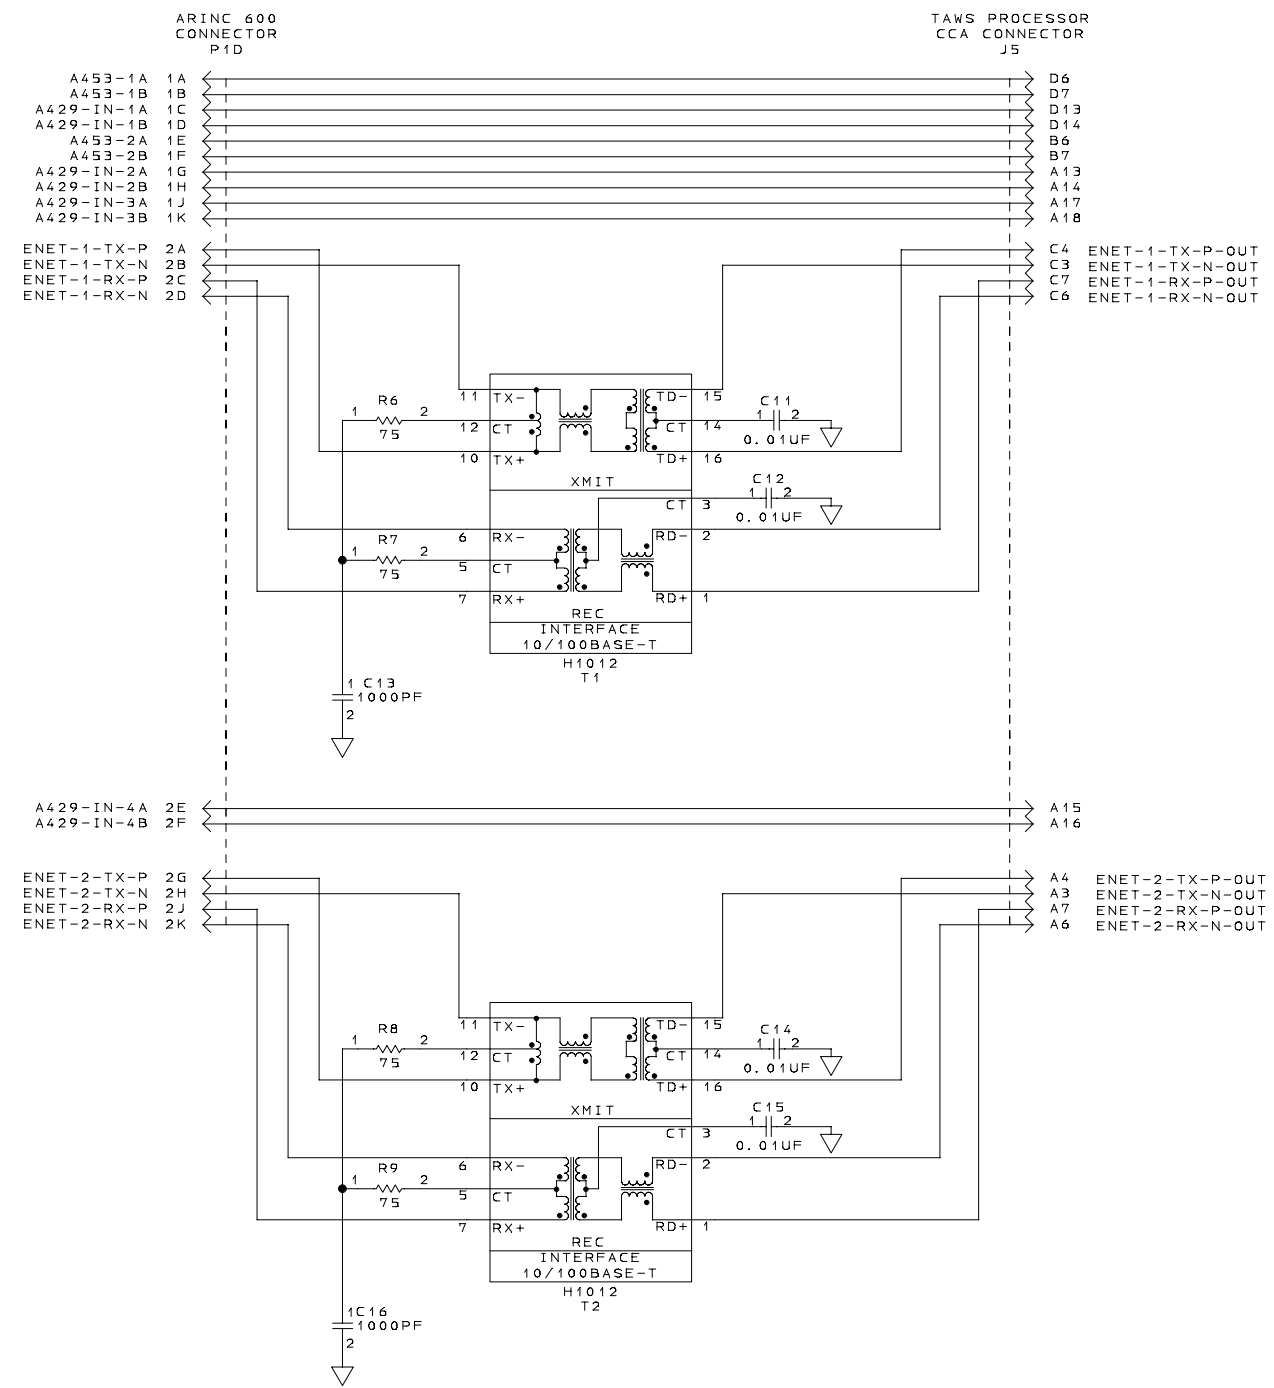 ARINC 600
CONNECTOR
P1D
TAWS PROCESSOR
CCA CONNECTOR
J5
A453-1A 1A D6
A453-1B 1B D7
A429-IN-1A 1C D13
A429-IN-1B 1D D14
A453-2A 1E B6
A453-2B 1F B7
A429-IN-2A 1G A13
A429-IN-2B 1H A14
A429-IN-3A 1J A17
A429-IN-3B 1K A18
ENET-1-TX-P 2A C4 ENET-1-TX-P-OUT
ENET-1-TX-N 2B C3 ENET-1-TX-N-OUT
ENET-1-RX-P 2C C7 ENET-1-RX-P-OUT
ENET-1-RX-N 2D C6 ENET-1-RX-N-OUT
11 TX- TD- 15
1 R6 2 75
12 CT CT 14
1 C11 2
0.01UF
10 TX+ TD+ 16
XMIT
CT 3
1 C12 2
0.01UF
6 RX- RD- 2
1 R7 2 75
5 CT
7 RX+ RD+ 1
REC
INTERFACE
10/100BASE-T
H1012
T1
1 C13
1000PF
2
A429-IN-4A 2E A15
A429-IN-4B 2F A16
ENET-2-TX-P 2G A4 ENET-2-TX-P-OUT
ENET-2-TX-N 2H A3 ENET-2-TX-N-OUT
ENET-2-RX-P 2J A7 ENET-2-RX-P-OUT
ENET-2-RX-N 2K A6 ENET-2-RX-N-OUT
11 TX- TD- 15
1 R8 2 75
12 CT CT 14
1 C14 2
0.01UF
10 TX+ TD+ 16
XMIT
CT 3
1 C15 2
0.01UF
6 RX- RD- 2
1 R9 2 75
5 CT
7 RX+ RD+ 1
REC
INTERFACE
10/100BASE-T
H1012
T2
1 C16
1000PF
2